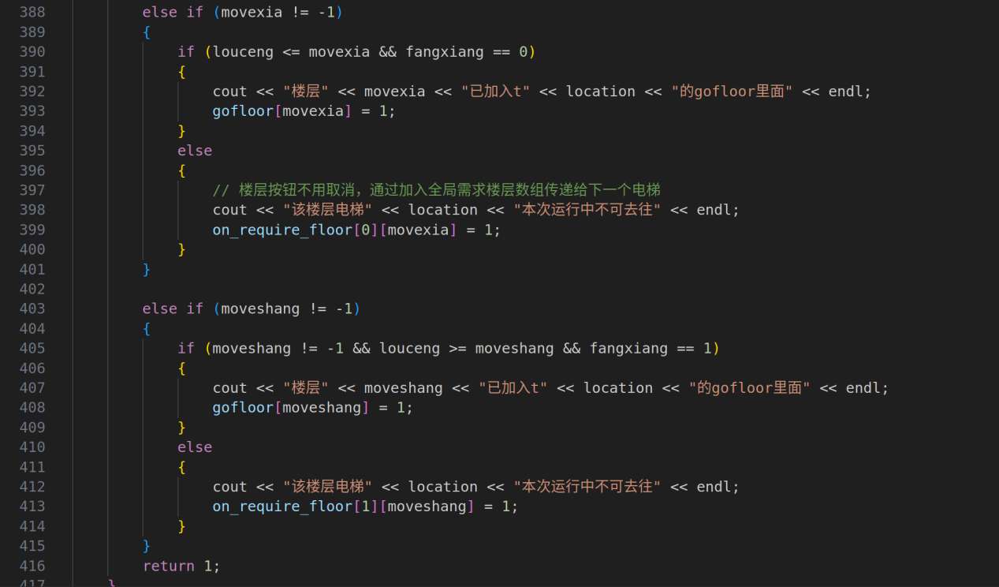 388 else if (movexia != -1)
389 {
390 if (louceng <= movexia && fangxiang == 0)
391 {
392 cout << "楼层" << movexia << "已加入t" << location << "的gofloor里面" << endl;
393 gofloor[movexia] = 1;
394 }
395 else
396 {
397 // 楼层按钮不用取消，通过加入全局需求楼层数组传递给下一个电梯
398 cout << "该楼层电梯" << location << "本次运行中不可去往" << endl;
399 on_require_floor[0][movexia] = 1;
400 }
401 }
402
403 else if (moveshang != -1)
404 {
405 if (moveshang != -1 && louceng >= moveshang && fangxiang == 1)
406 {
407 cout << "楼层" << moveshang << "已加入t" << location << "的gofloor里面" << endl;
408 gofloor[moveshang] = 1;
409 }
410 else
411 {
412 cout << "该楼层电梯" << location << "本次运行中不可去往" << endl;
413 on_require_floor[1][moveshang] = 1;
414 }
415 }
416 return 1;
417 }